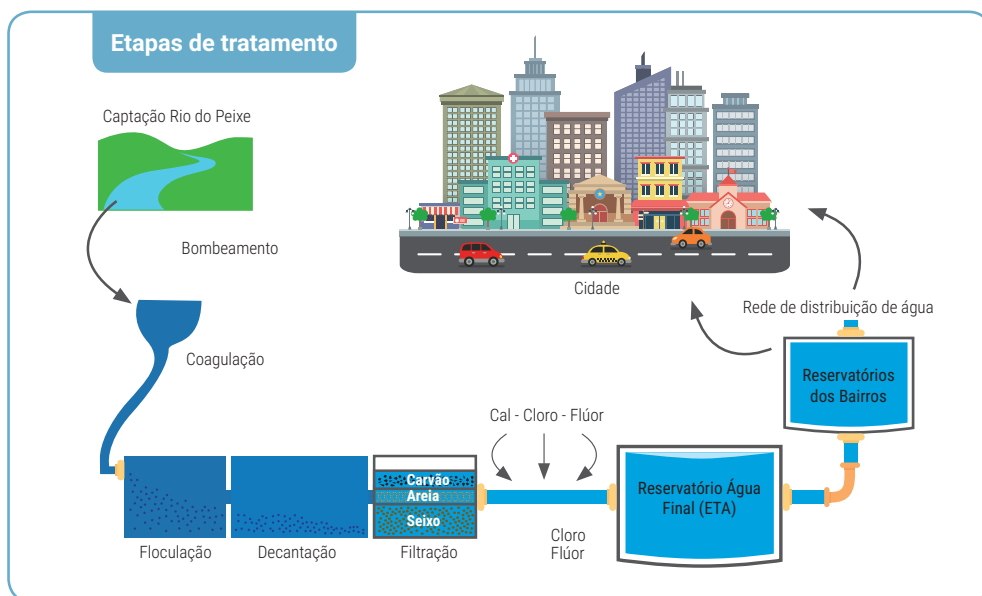 Etapas de tratamento
Captação Rio do Peixe
Bombeamento
Coagulação
Floculação
Decantação
Carvão
Areia
Seixo
Filtração
Cal - Cloro - Flúor
Cloro
Flúor
Reservatório Água
Final (ETA)
Reservatórios
dos Bairros
Rede de distribuição de água
Cidade